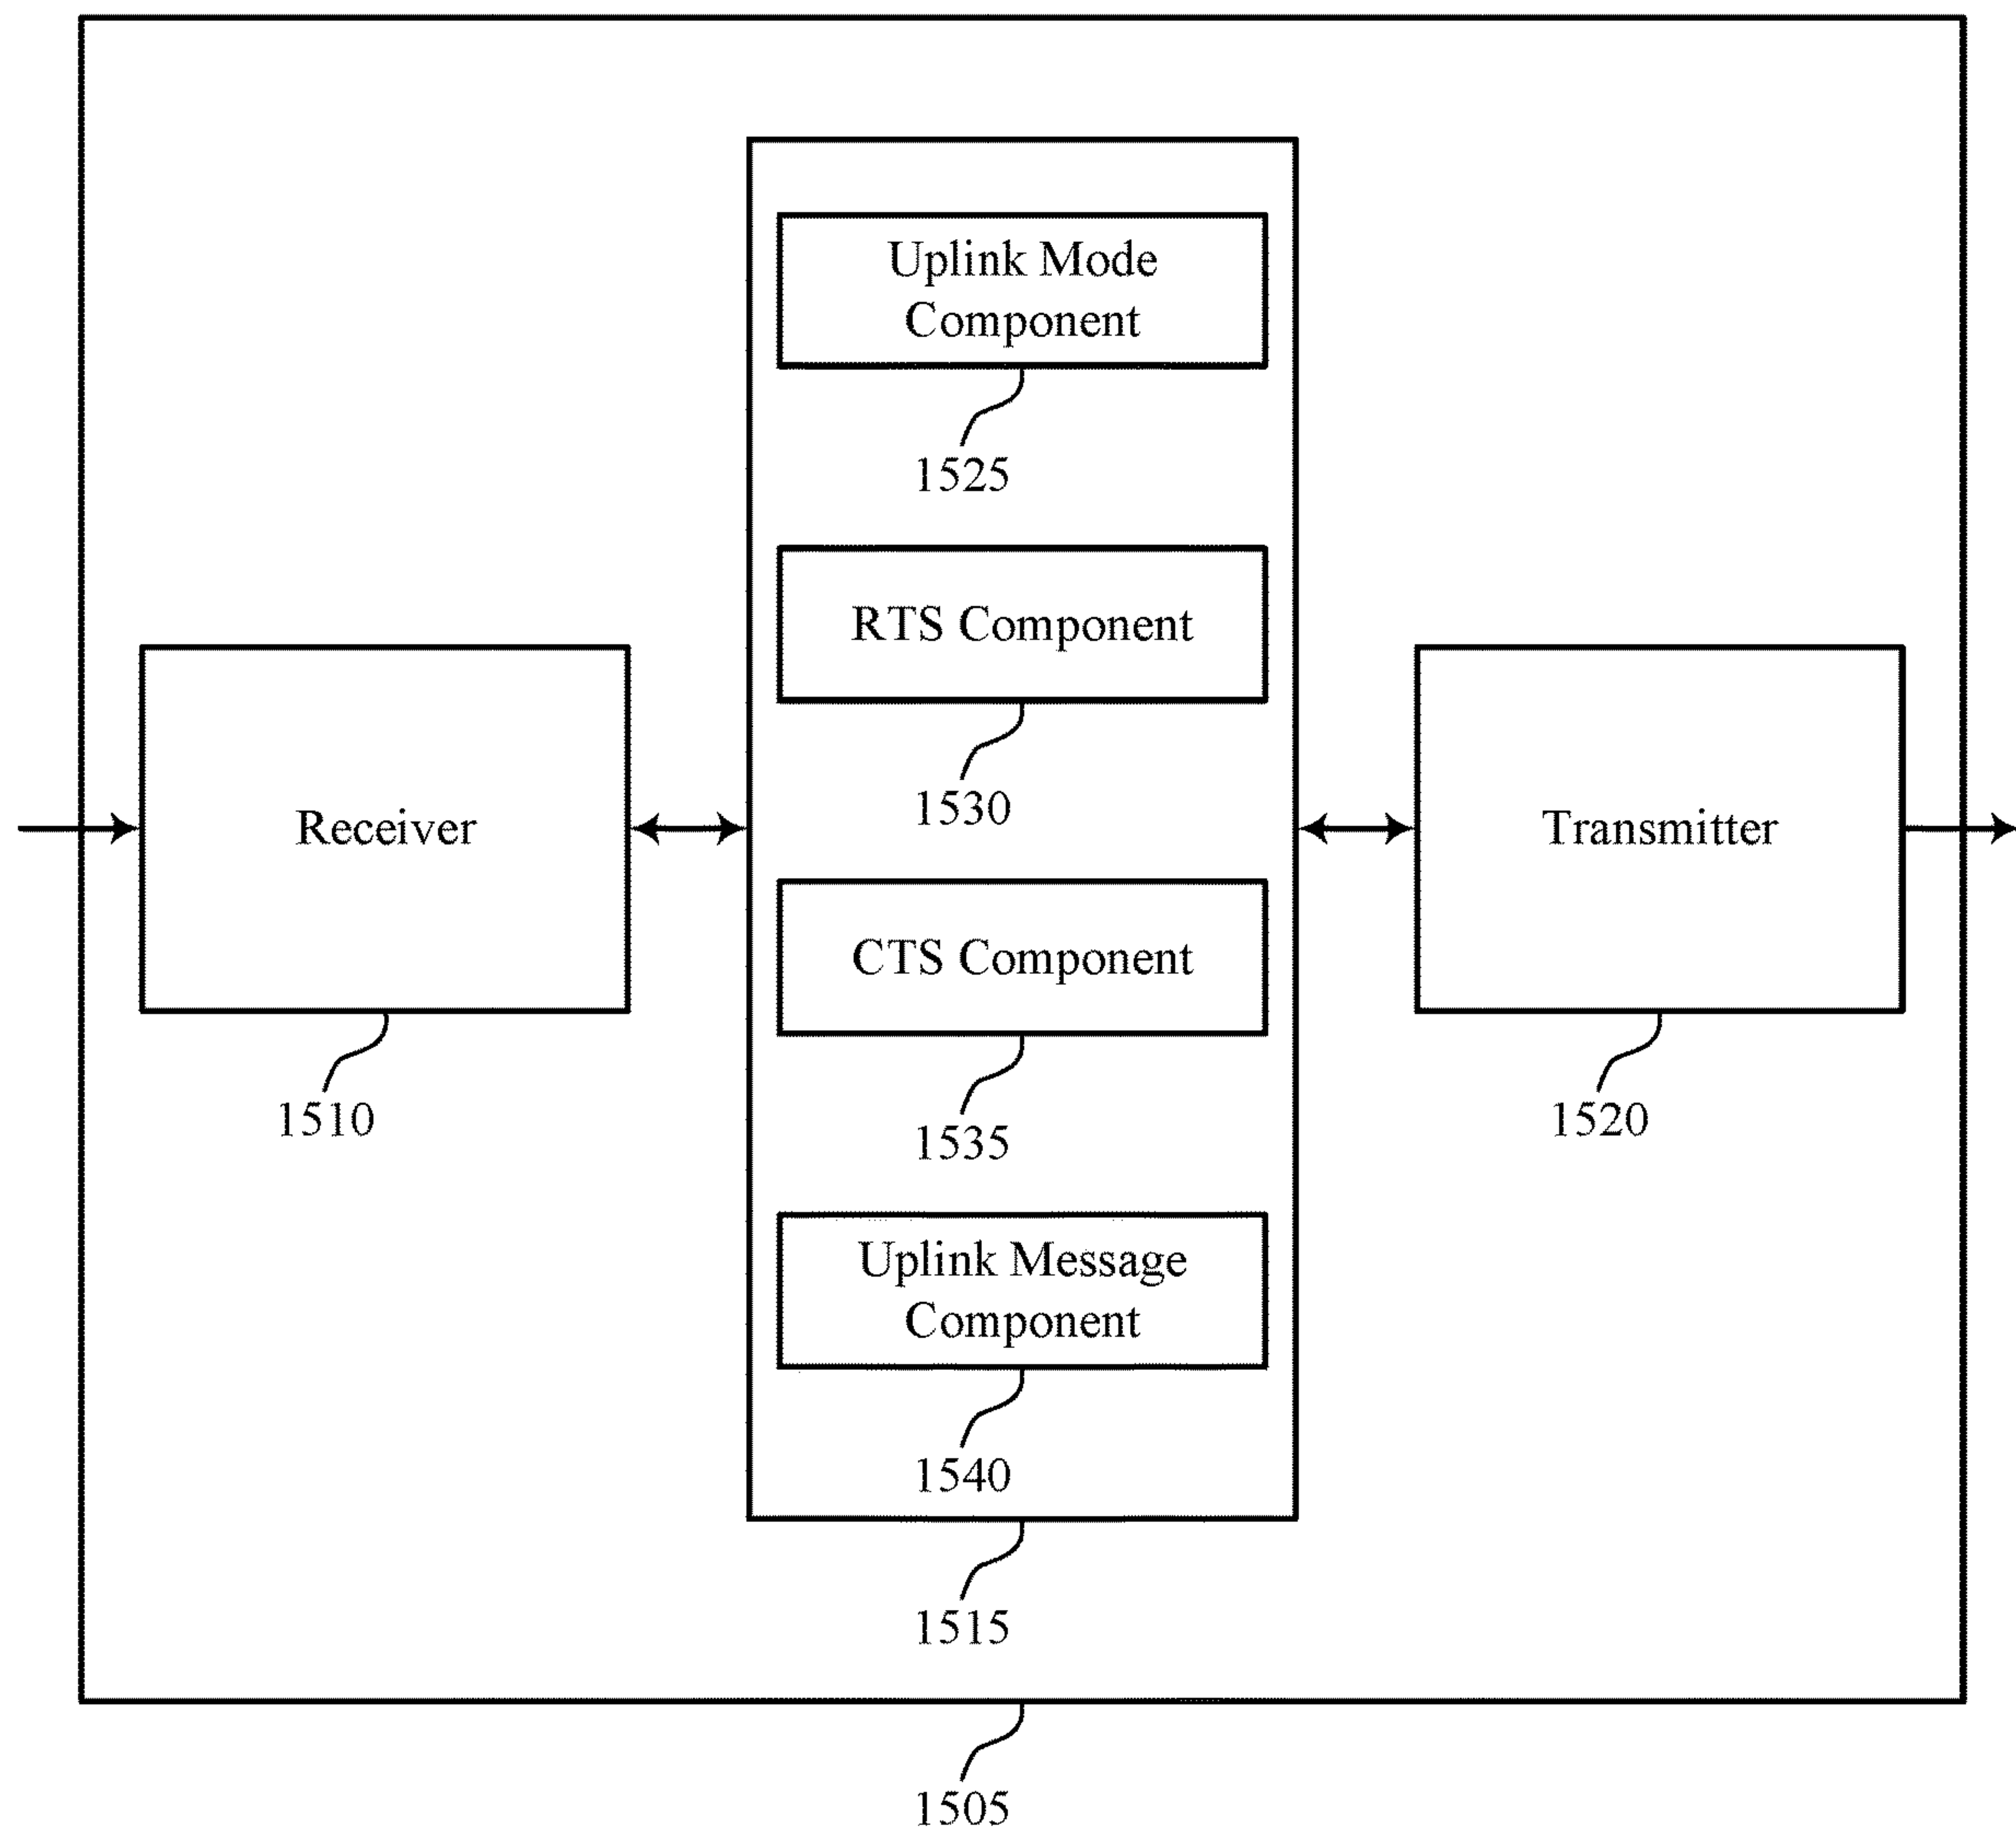 Uplink Mode
Component
1525
RTS Component
1530
Receiver
1510
CTS Component
1535
Transmitter
1520
Uplink Message
Component
1540
1515
1505